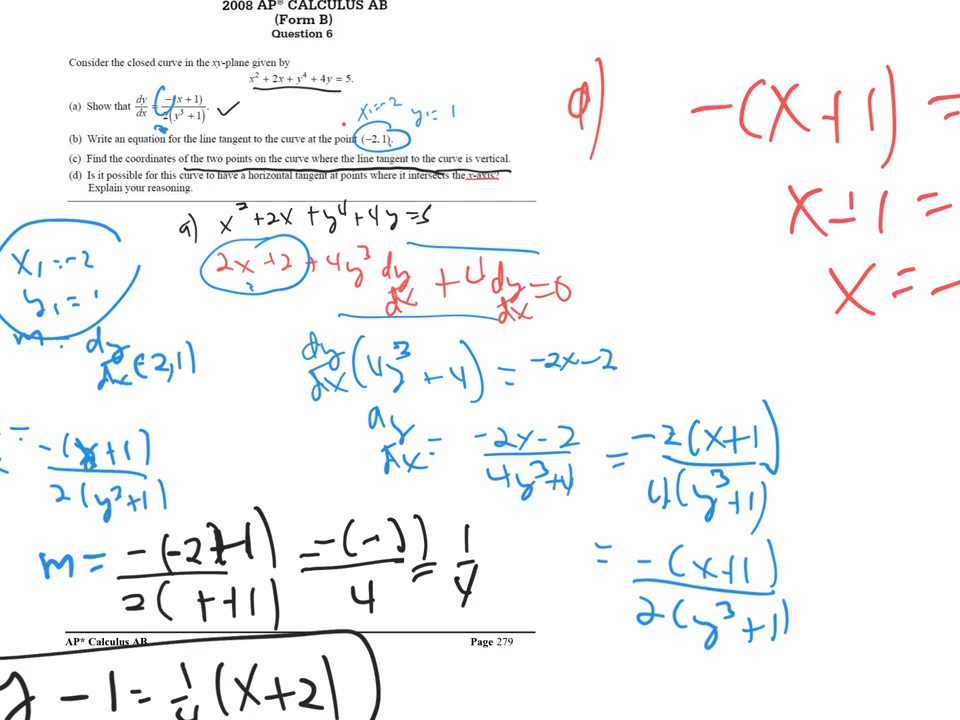 2008 AP® CALCULUS AB
(Form B)
Question 6
Consider the closed curve in the xy-plane given by
x² + 2x + y⁴ + 4y = 5.
(a) Show that dy/dx = -(x + 1)/2(y³ + 1).
x₁=-2 y₁=1
(b) Write an equation for the line tangent to the curve at the point (−2, 1).
(c) Find the coordinates of the two points on the curve where the line tangent to the curve is vertical.
(d) Is it possible for this curve to have a horizontal tangent at points where it intersects the x-axis?
Explain your reasoning.
a) x² +2x +y⁴ +4y =5
2x +2 +4y³ dy/dx + 4 dy/dx =0
dy/dx (4y³ +4) = -2x-2
dy/dx = -2x-2/4y³+4 = -2(x+1)/4(y³+1)
= -(x+1)/2(y³+1)
x₁=-2
y₁=1
m = dy/dx (-2,1)
= -(x+1)/2(y³+1)
m = -(-2+1)/2(1+1) = -(-1)/4 = 1/4
AP* Calculus AB
Page 279
y -1 = 1/4 (x+2)
d) -(x+1) =
x+1 =
x = -